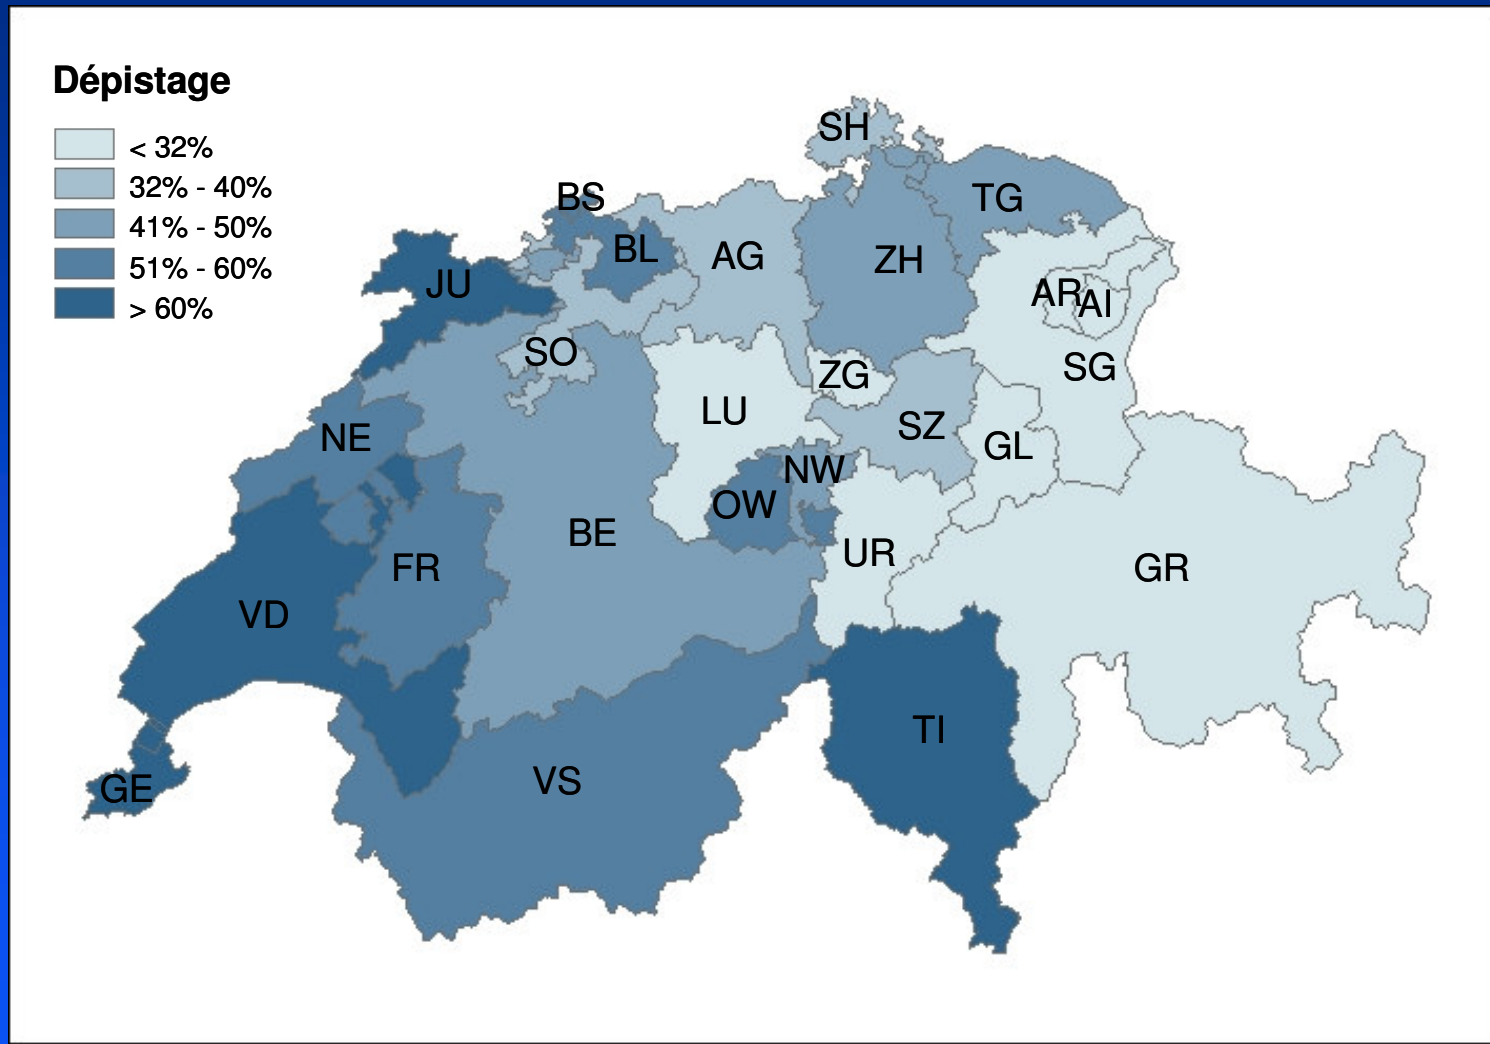 Dépistage
< 32%
32% - 40%
41% - 50%
51% - 60%
> 60%
SH
BS
TG
BL
AG
ZH
JU
AR
AI
SO
ZG
SG
LU
SZ
NE
GL
NW
OW
BE
UR
FR
GR
VD
TI
VS
GE